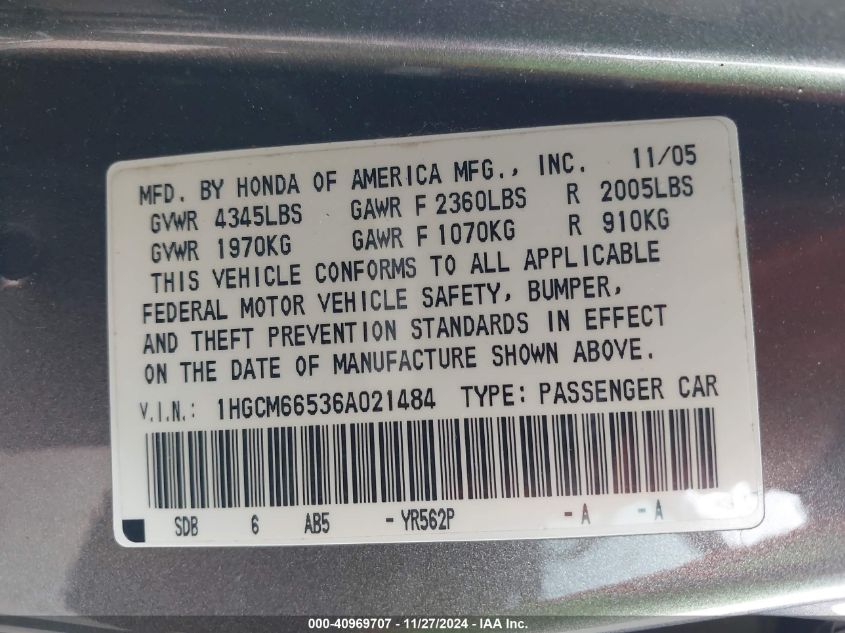 MFD. BY HONDA OF AMERICA MFG., INC. 11/05
GVWR 4345LBS GAWR F 2360LBS R 2005LBS
GVWR 1970KG GAWR F 1070KG R 910KG
THIS VEHICLE CONFORMS TO ALL APPLICABLE
FEDERAL MOTOR VEHICLE SAFETY, BUMPER,
AND THEFT PREVENTION STANDARDS IN EFFECT
ON THE DATE OF MANUFACTURE SHOWN ABOVE.
V.I.N.: 1HGCM66536A021484 TYPE: PASSENGER CAR
SDB 6 AB5 - YR562P - A - A
000-40969707 - 11/27/2024 - IAA Inc.